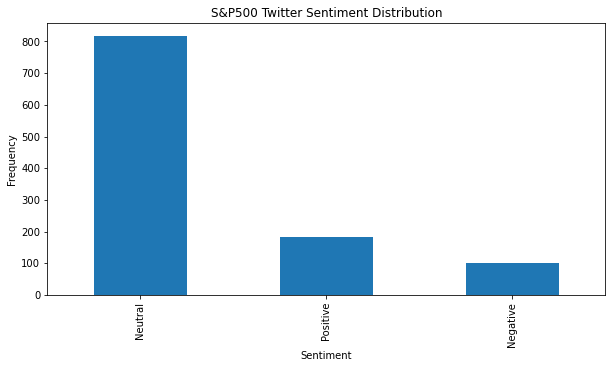 S&P500 Twitter Sentiment Distribution
Frequency
800
700
600
500
400
300
200
100
0
Neutral
Positive
Negative
Sentiment